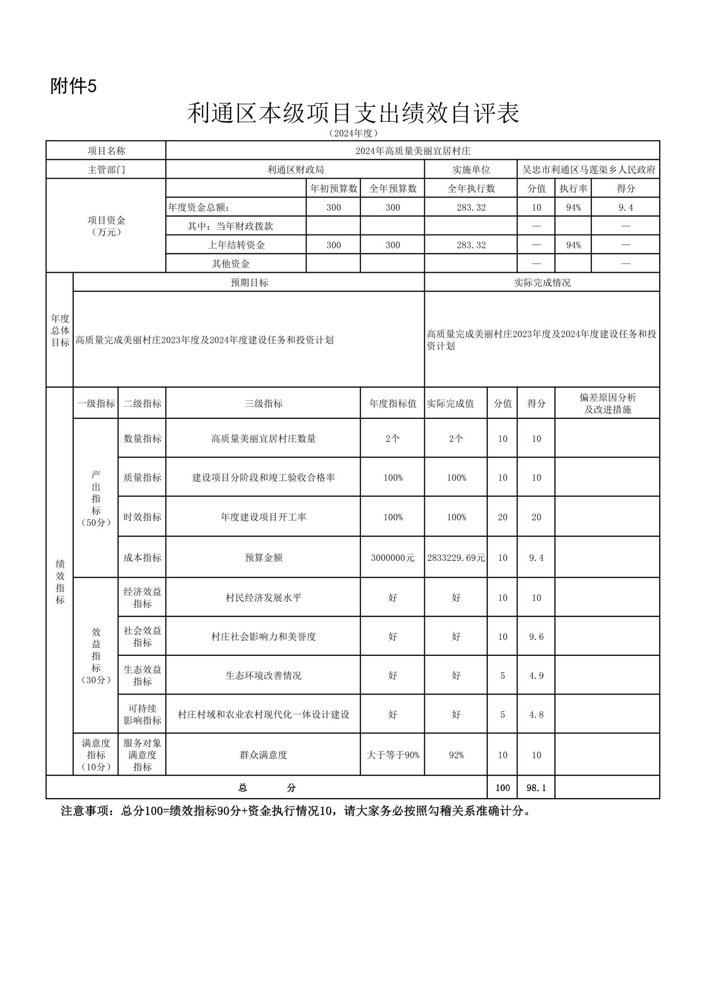 附件5
利通区本级项目支出绩效自评表
（2024年度）
项目名称 2024年高质量美丽宜居村庄
主管部门 利通区财政局 实施单位 吴忠市利通区马莲渠乡人民政府
项目资金
（万元）
年初预算数 全年预算数 全年执行数 分值 执行率 得分
年度资金总额： 300 300 283.32 10 94% 9.4
其中：当年财政拨款 — —
上年结转资金 300 300 283.32 — 94% —
其他资金 — —
年度
总体
目标
预期目标 实际完成情况
高质量完成美丽村庄2023年度及2024年度建设任务和投资计划
高质量完成美丽村庄2023年度及2024年度建设任务和投
资计划
绩
效
指
标
一级指标 二级指标 三级指标 年度指标值 实际完成值 分值 得分 偏差原因分析
及改进措施
产
出
指
标
（50分）
数量指标 高质量美丽宜居村庄数量 2个 2个 10 10
质量指标 建设项目分阶段和竣工验收合格率 100% 100% 10 10
时效指标 年度建设项目开工率 100% 100% 20 20
成本指标 预算金额 3000000元 2833229.69元 10 9.4
效
益
指
标
（30分）
经济效益
指标 村民经济发展水平 好 好 10 10
社会效益
指标 村庄社会影响力和美誉度 好 好 10 9.6
生态效益
指标 生态环境改善情况 好 好 5 4.9
可持续
影响指标 村庄村域和农业农村现代化一体设计建设 好 好 5 4.8
满意度
指标
（10分）
服务对象
满意度
指标
群众满意度 大于等于90% 92% 10 10
总 分 100 98.1
注意事项：总分100=绩效指标90分+资金执行情况10，请大家务必按照勾稽关系准确计分。